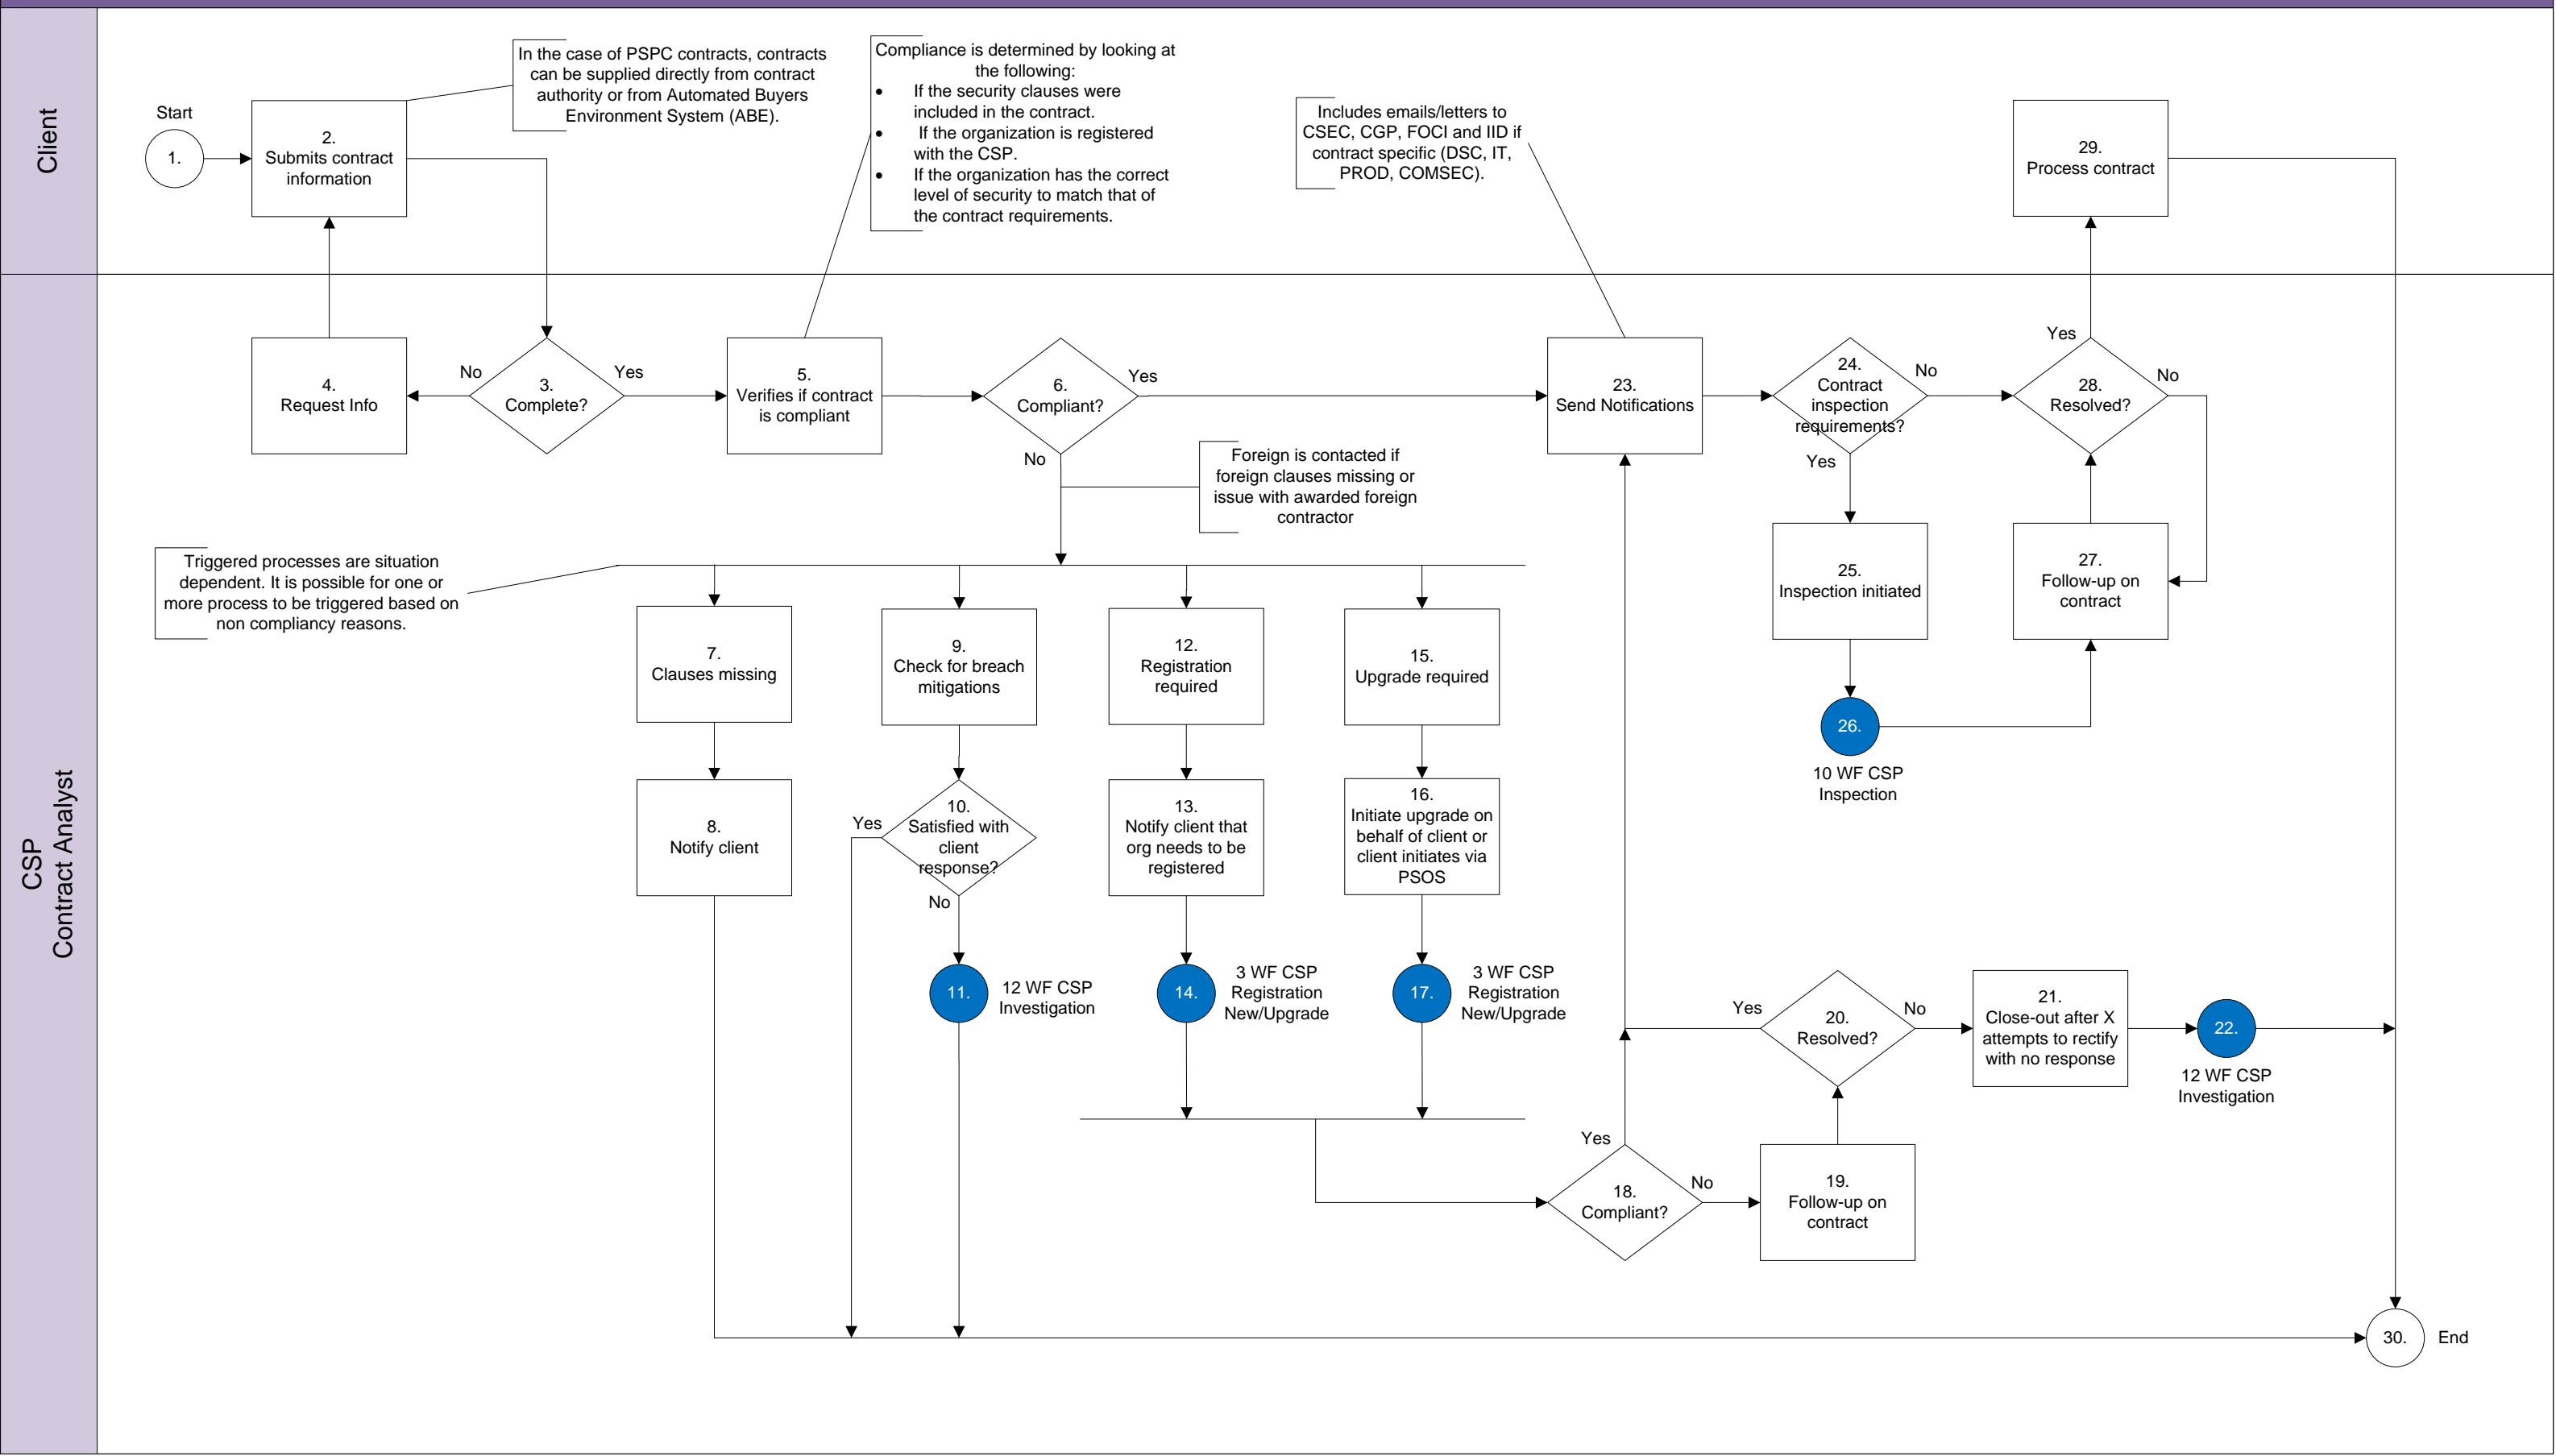 Client
In the case of PSPC contracts, contracts
can be supplied directly from contract
authority or from Automated Buyers
Environment System (ABE).
Compliance is determined by looking at
the following:
• If the security clauses were
included in the contract.
• If the organization is registered
with the CSP.
• If the organization has the correct
level of security to match that of
the contract requirements.
Includes emails/letters to
CSEC, CGP, FOCI and IID if
contract specific (DSC, IT,
PROD, COMSEC).
Start
1.
2.
Submits contract
information
29.
Process contract
CSP
Contract Analyst
4.
Request Info
No
3.
Complete?
Yes
5.
Verifies if contract
is compliant
6.
Compliant?
Yes
No
23.
Send Notifications
24.
Contract
inspection
requirements?
No
Yes
28.
Resolved?
Yes
No
Foreign is contacted if
foreign clauses missing or
issue with awarded foreign
contractor
Triggered processes are situation
dependent. It is possible for one or
more process to be triggered based on
non compliancy reasons.
25.
Inspection initiated
27.
Follow-up on
contract
7.
Clauses missing
9.
Check for breach
mitigations
12.
Registration
required
15.
Upgrade required
26.
10 WF CSP
Inspection
8.
Notify client
Yes
10.
Satisfied with
client
response?
No
13.
Notify client that
org needs to be
registered
16.
Initiate upgrade on
behalf of client or
client initiates via
PSOS
11.
12 WF CSP
Investigation
14.
3 WF CSP
Registration
New/Upgrade
17.
3 WF CSP
Registration
New/Upgrade
Yes
20.
Resolved?
No
21.
Close-out after X
attempts to rectify
with no response
22.
12 WF CSP
Investigation
Yes
18.
Compliant?
No
19.
Follow-up on
contract
30.
End